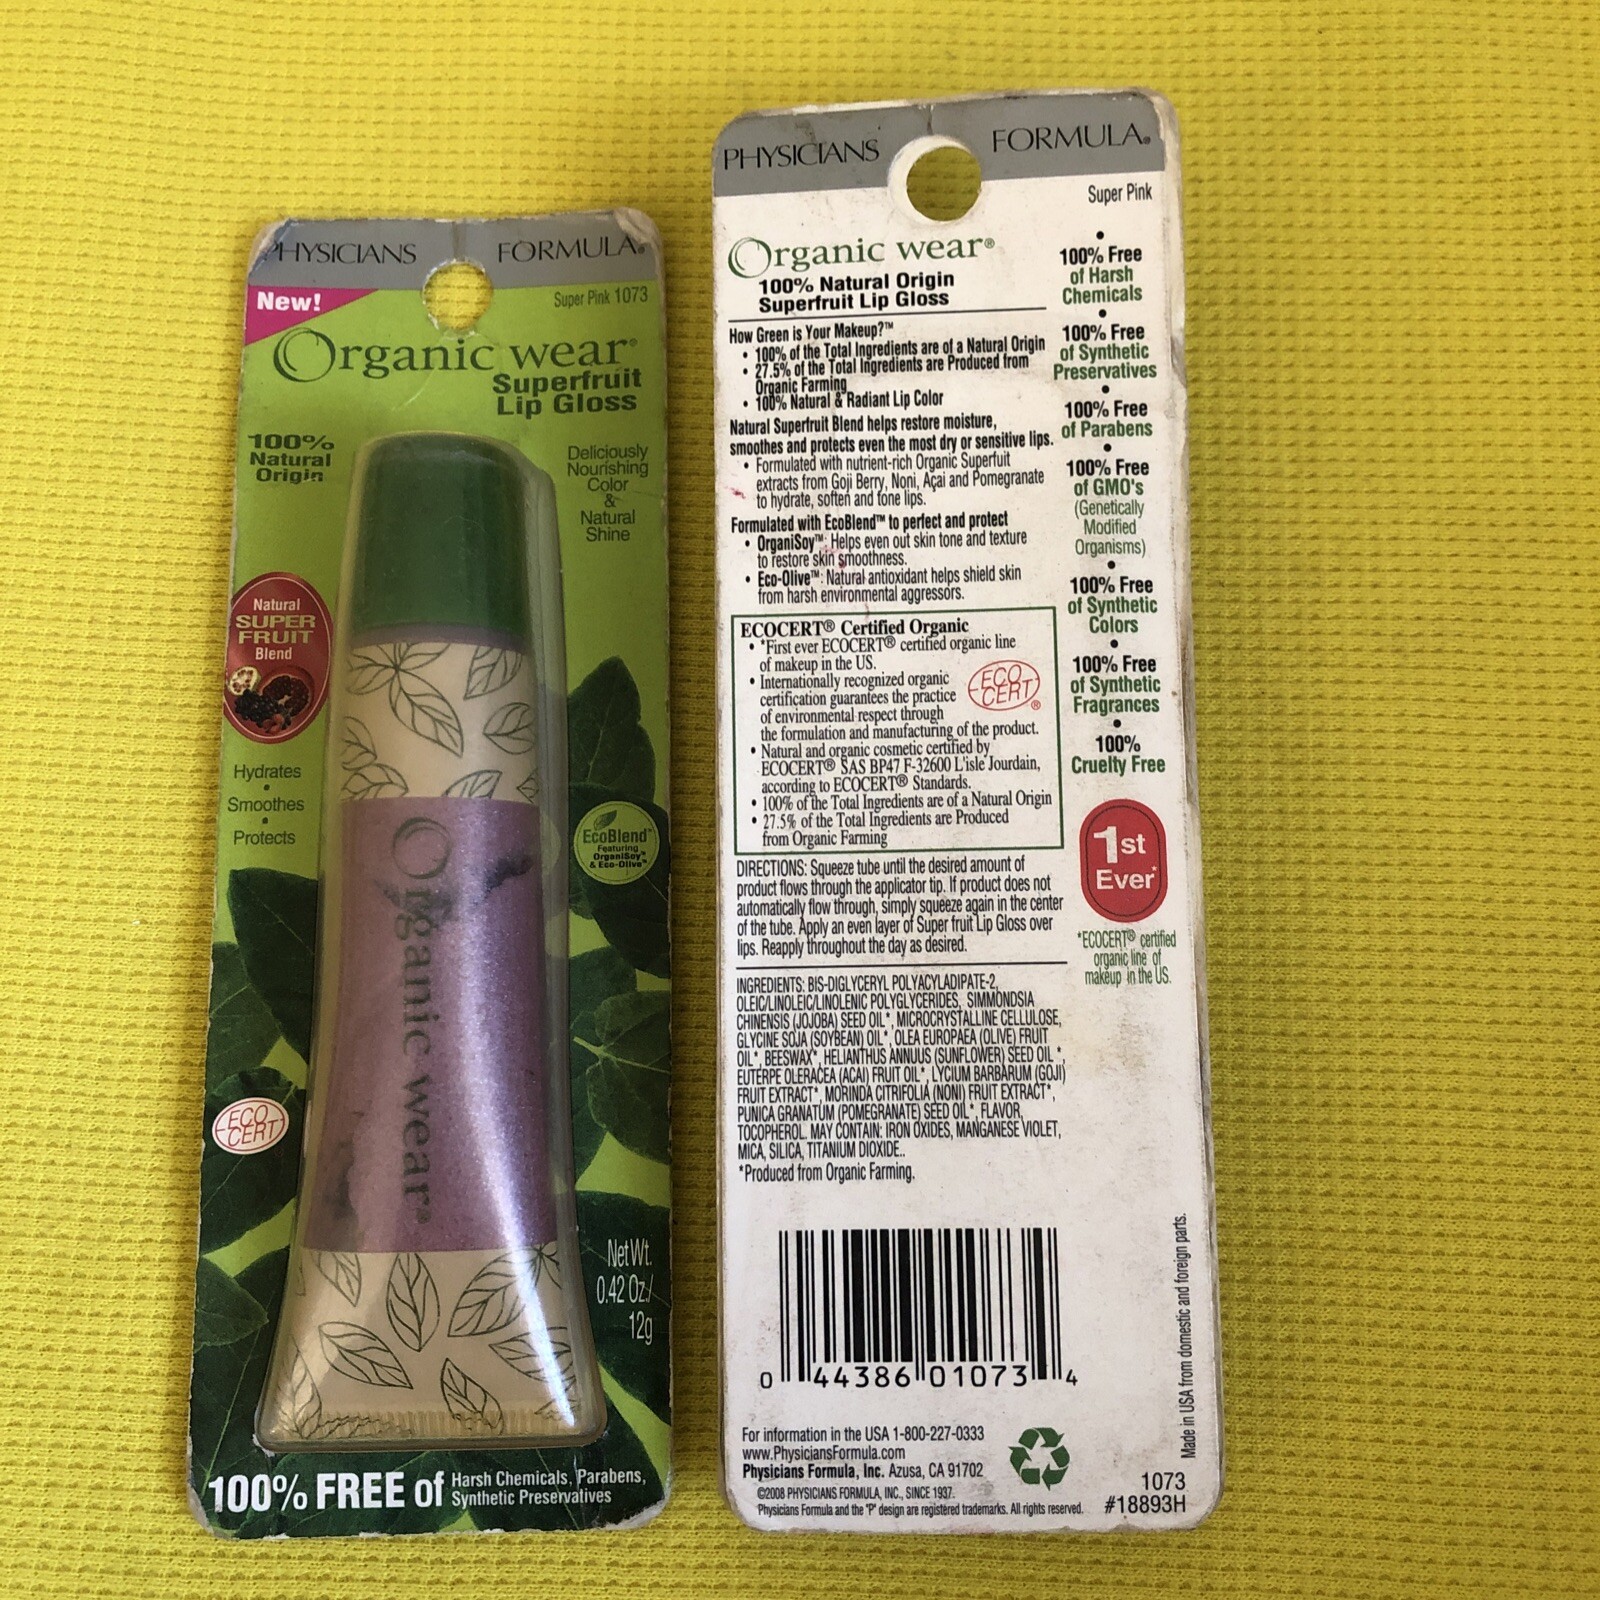 PHYSICIANS FORMULA®
New!
Super Pink 1073
Organic wear®
Superfruit
Lip Gloss
100%
Natural
Origin
Deliciously
Nourishing
Color
&
Natural
Shine
Natural
SUPER
FRUIT
Blend
Hydrates
•
Smoothes
•
Protects
Organic wear®
EcoBlend™
Featuring
OrganiSoy™
& Eco-Olive™
ECO
CERT
Net Wt.
0.42 Oz./
12g
100% FREE of Harsh Chemicals, Parabens,
Synthetic Preservatives
PHYSICIANS FORMULA®
Super Pink
Organic wear®
100% Natural Origin
Superfruit Lip Gloss
How Green is Your Makeup?™
• 100% of the Total Ingredients are of a Natural Origin
• 27.5% of the Total Ingredients are Produced from
Organic Farming
• 100% Natural & Radiant Lip Color
Natural Superfruit Blend helps restore moisture,
smoothes and protects even the most dry or sensitive lips.
• Formulated with nutrient-rich Organic Superfuit
extracts from Goji Berry, Noni, Açai and Pomegranate
to hydrate, soften and tone lips.
Formulated with EcoBlend™ to perfect and protect
• OrganiSoy™: Helps even out skin tone and texture
to restore skin smoothness.
• Eco-Olive™: Natural antioxidant helps shield skin
from harsh environmental aggressors.
ECOCERT® Certified Organic
• *First ever ECOCERT® certified organic line
of makeup in the US.
• Internationally recognized organic
certification guarantees the practice
of environmental respect through
the formulation and manufacturing of the product.
• Natural and organic cosmetic certified by
ECOCERT® SAS BP47 F-32600 L'isle Jourdain,
according to ECOCERT® Standards.
• 100% of the Total Ingredients are of a Natural Origin
• 27.5% of the Total Ingredients are Produced
from Organic Farming
ECO
CERT®
DIRECTIONS: Squeeze tube until the desired amount of
product flows through the applicator tip. If product does not
automatically flow through, simply squeeze again in the center
of the tube. Apply an even layer of Super fruit Lip Gloss over
lips. Reapply throughout the day as desired.
INGREDIENTS: BIS-DIGLYCERYL POLYACYLADIPATE-2,
OLEIC/LINOLEIC/LINOLENIC POLYGLYCERIDES, SIMMONDSIA
CHINENSIS (JOJOBA) SEED OIL*, MICROCRYSTALLINE CELLULOSE,
GLYCINE SOJA (SOYBEAN) OIL*, OLEA EUROPAEA (OLIVE) FRUIT
OIL*, BEESWAX*, HELIANTHUS ANNUUS (SUNFLOWER) SEED OIL *,
EUTERPE OLERACEA (ACAI) FRUIT OIL*, LYCIUM BARBARUM (GOJI)
FRUIT EXTRACT*, MORINDA CITRIFOLIA (NONI) FRUIT EXTRACT*,
PUNICA GRANATUM (POMEGRANATE) SEED OIL*, FLAVOR,
TOCOPHEROL. MAY CONTAIN: IRON OXIDES, MANGANESE VIOLET,
MICA, SILICA, TITANIUM DIOXIDE..
*Produced from Organic Farming.
•
100% Free
of Harsh
Chemicals
•
100% Free
of Synthetic
Preservatives
•
100% Free
of Parabens
•
100% Free
of GMO's
(Genetically
Modified
Organisms)
•
100% Free
of Synthetic
Colors
•
100% Free
of Synthetic
Fragrances
•
100%
Cruelty Free
1st
Ever*
*ECOCERT® certified
organic line of
makeup in the US.
0 44386 01073 4
For information in the USA 1-800-227-0333
www.PhysiciansFormula.com
Physicians Formula, Inc. Azusa, CA 91702
©2008 PHYSICIANS FORMULA, INC., SINCE 1937.
Physicians Formula and the "P" design are registered trademarks. All rights reserved.
1073
#18893H
Made in USA from domestic and foreign parts.